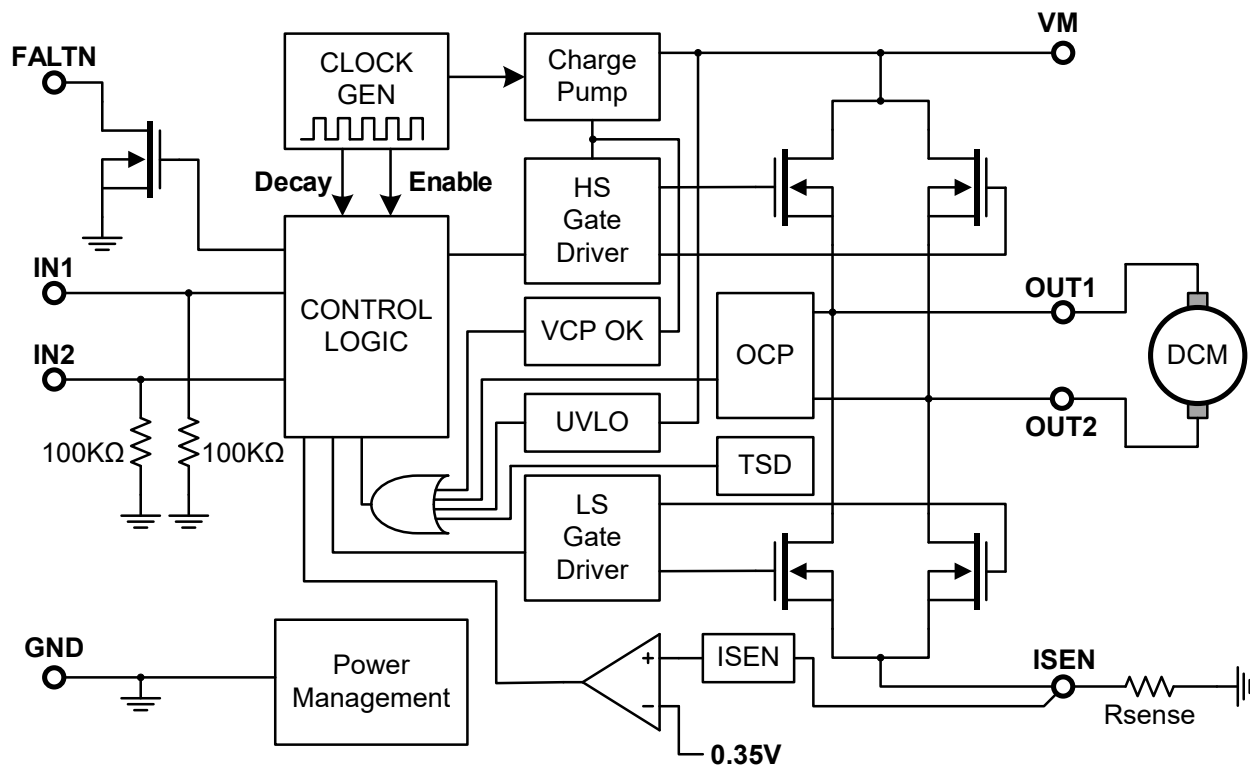 FALTN
CLOCK
GEN
Charge
Pump
VM
Decay
Enable
HS
Gate
Driver
IN1
IN2
CONTROL
LOGIC
VCP OK
OCP
OUT1
OUT2
DCM
UVLO
TSD
100KΩ
100KΩ
LS
Gate
Driver
GND
Power
Management
+
−
ISEN
ISEN
Rsense
0.35V